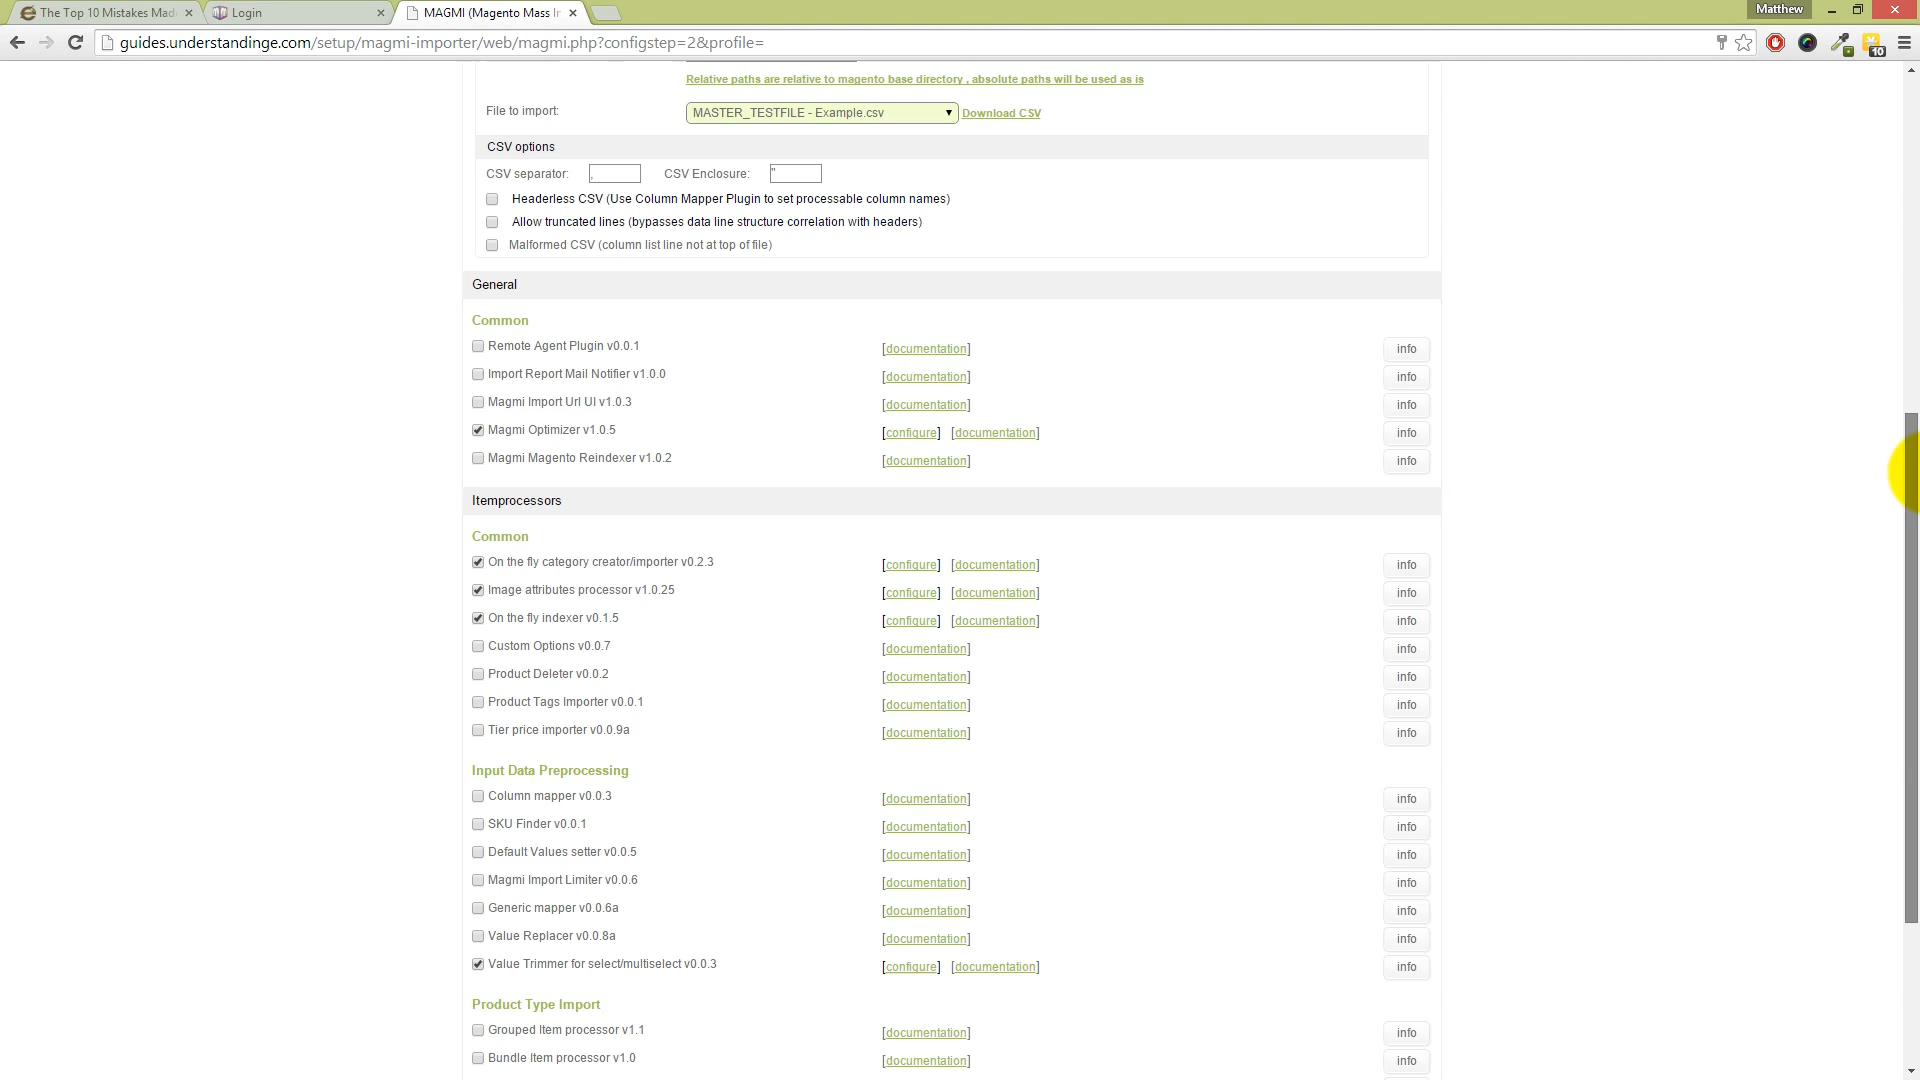 The Top 10 Mistakes Mad
Login
MAGMI (Magento Mass I
Matthew
guides.understandinge.com/setup/magmi-importer/web/magmi.php?configstep=2&profile=
10
Relative paths are relative to magento base directory , absolute paths will be used as is
File to import:
MASTER_TESTFILE - Example.csv
Download CSV
CSV options
CSV separator: , CSV Enclosure: "
Headerless CSV (Use Column Mapper Plugin to set processable column names)
Allow truncated lines (bypasses data line structure correlation with headers)
Malformed CSV (column list line not at top of file)
General
Common
Remote Agent Plugin v0.0.1 [documentation] info
Import Report Mail Notifier v1.0.0 [documentation] info
Magmi Import Url UI v1.0.3 [documentation] info
Magmi Optimizer v1.0.5 [configure] [documentation] info
Magmi Magento Reindexer v1.0.2 [documentation] info
Itemprocessors
Common
On the fly category creator/importer v0.2.3 [configure] [documentation] info
Image attributes processor v1.0.25 [configure] [documentation] info
On the fly indexer v0.1.5 [configure] [documentation] info
Custom Options v0.0.7 [documentation] info
Product Deleter v0.0.2 [documentation] info
Product Tags Importer v0.0.1 [documentation] info
Tier price importer v0.0.9a [documentation] info
Input Data Preprocessing
Column mapper v0.0.3 [documentation] info
SKU Finder v0.0.1 [documentation] info
Default Values setter v0.0.5 [documentation] info
Magmi Import Limiter v0.0.6 [documentation] info
Generic mapper v0.0.6a [documentation] info
Value Replacer v0.0.8a [documentation] info
Value Trimmer for select/multiselect v0.0.3 [configure] [documentation] info
Product Type Import
Grouped Item processor v1.1 [documentation] info
Bundle Item processor v1.0 [documentation] info